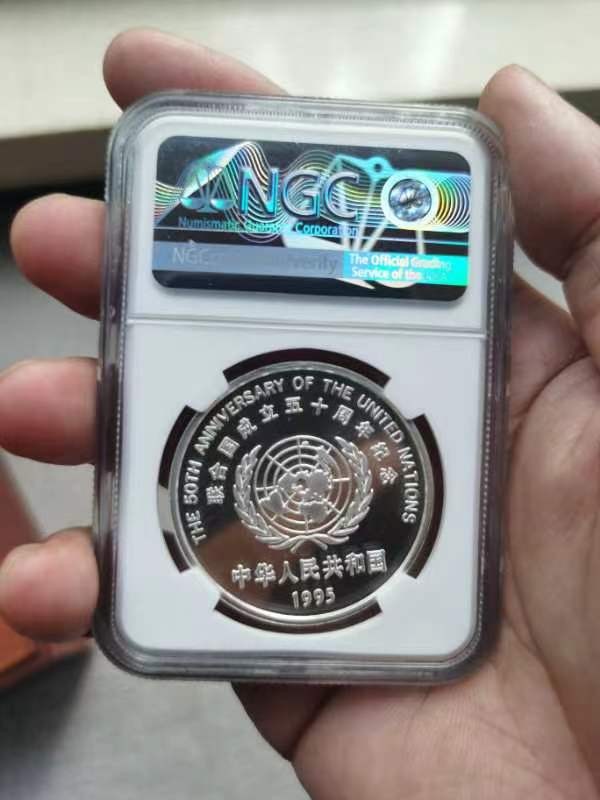 NGC
Numismatic Guaranty Corporation
NGC
The Official Grading
Service of the
THE 50TH ANNIVERSARY OF THE UNITED NATIONS
联合国成立五十周年纪念
中华人民共和国
1995